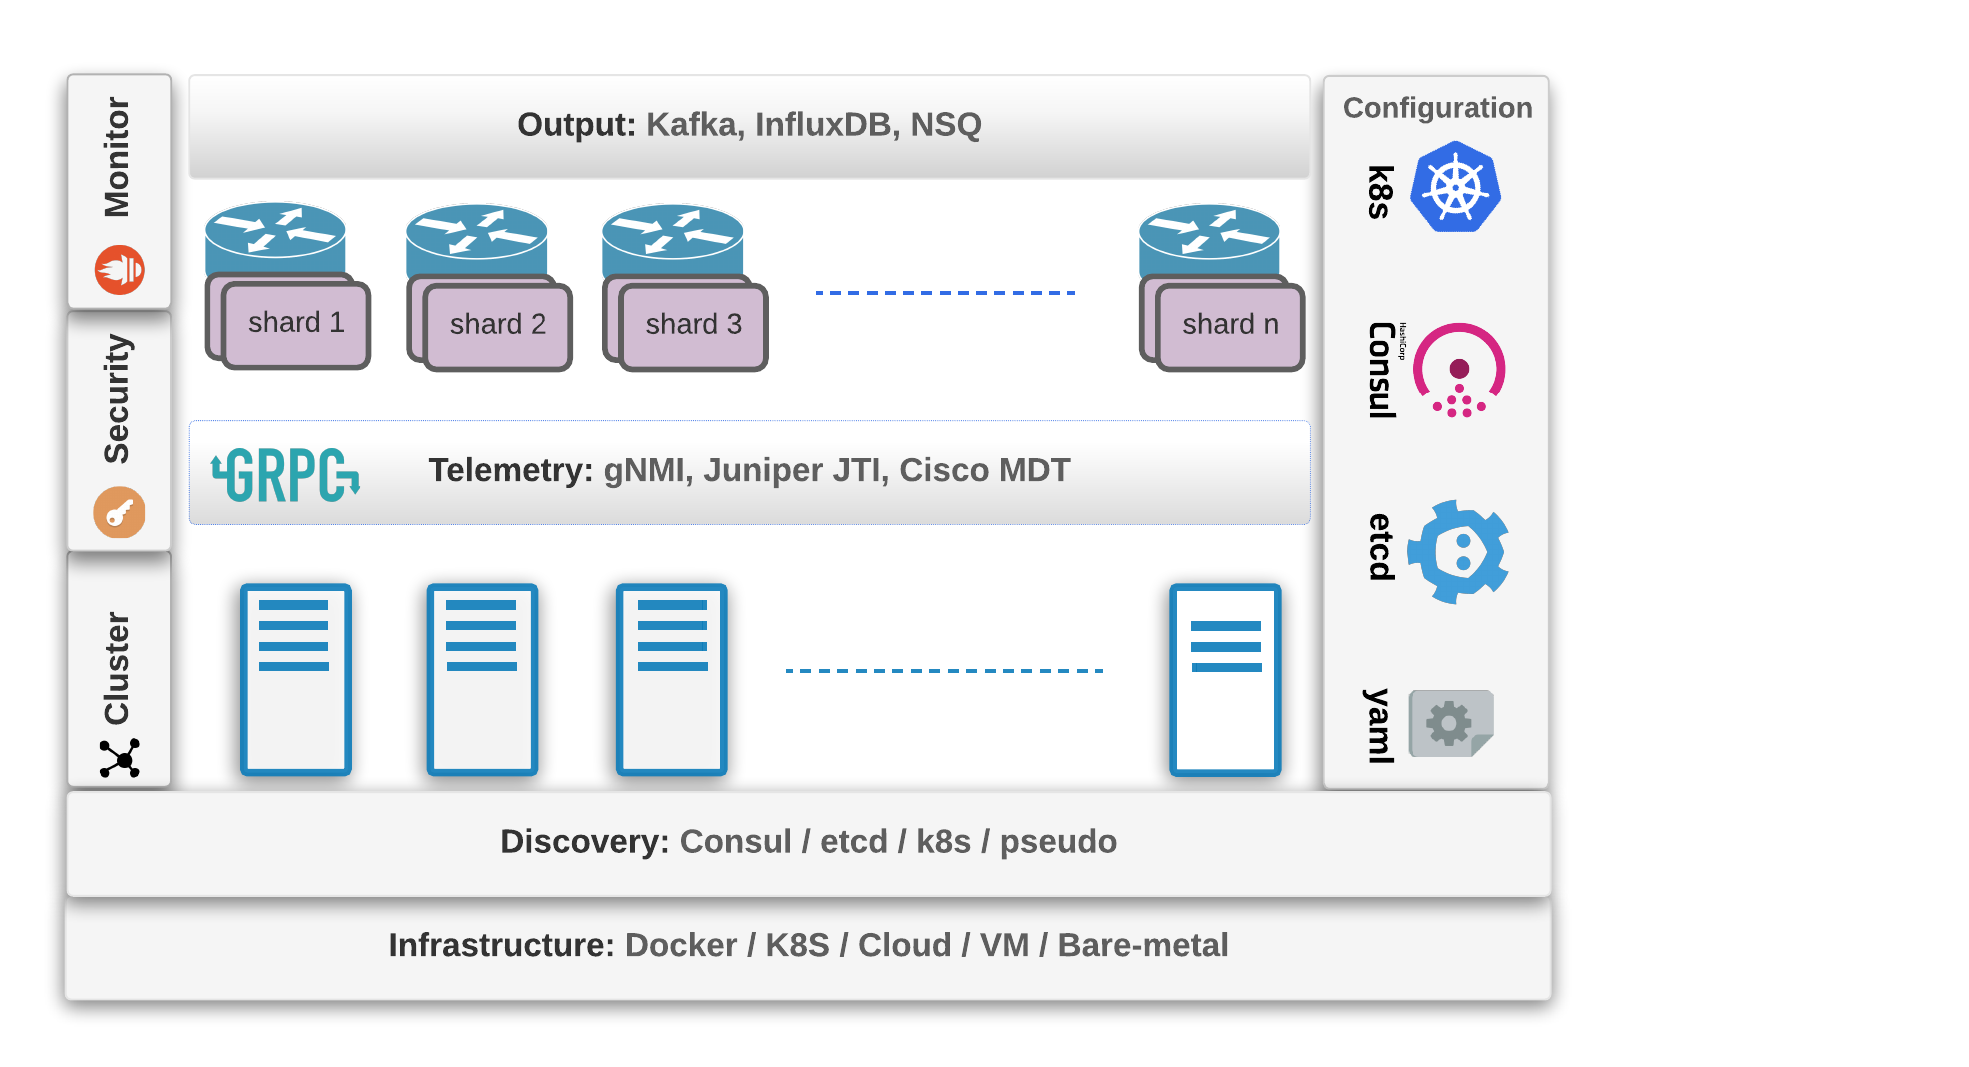 Monitor
Security
Cluster
Output: Kafka, InfluxDB, NSQ
shard 1
shard 2
shard 3
shard n
GRPC
Telemetry: gNMI, Juniper JTI, Cisco MDT
Configuration
k8s
HashiCorp
Consul
etcd
yaml
Discovery: Consul / etcd / k8s / pseudo
Infrastructure: Docker / K8S / Cloud / VM / Bare-metal